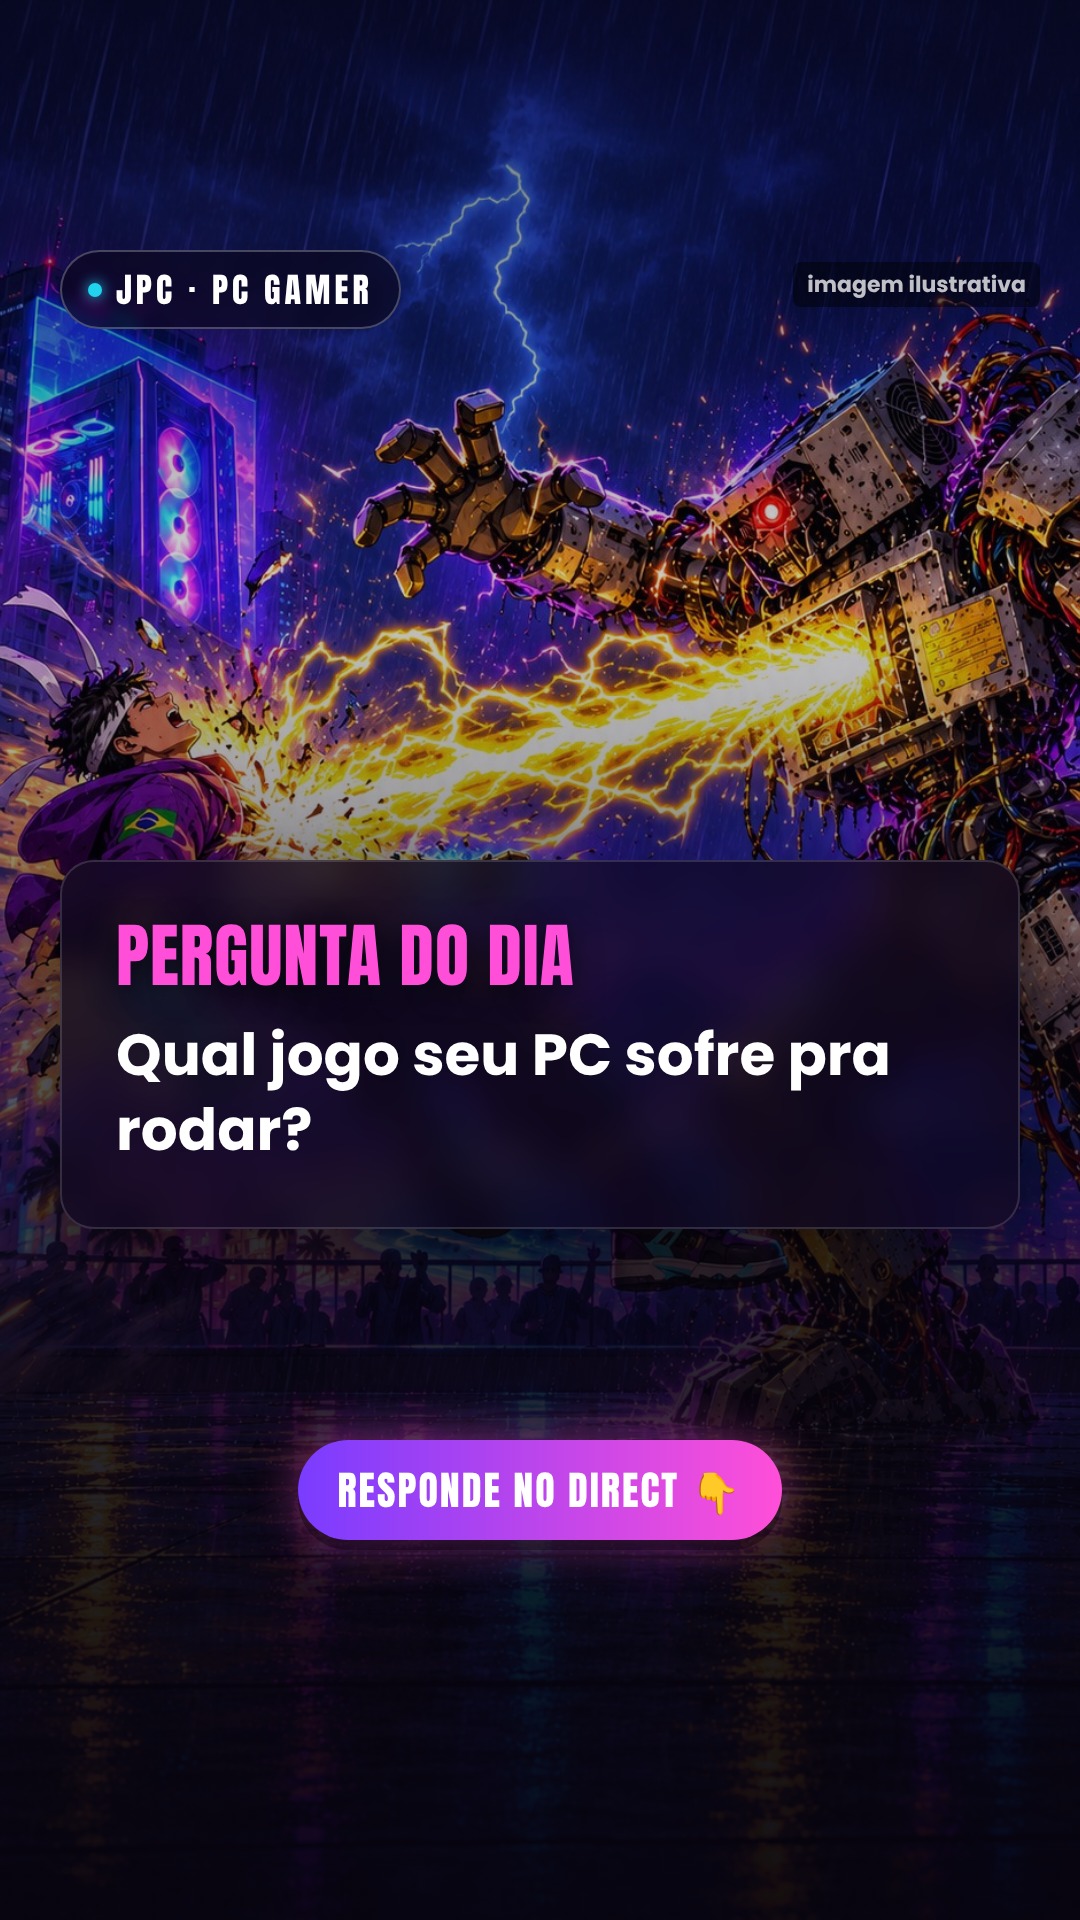 JPC · PC GAMER
imagem ilustrativa
PERGUNTA DO DIA
Qual jogo seu PC sofre pra
rodar?
RESPONDE NO DIRECT 👇